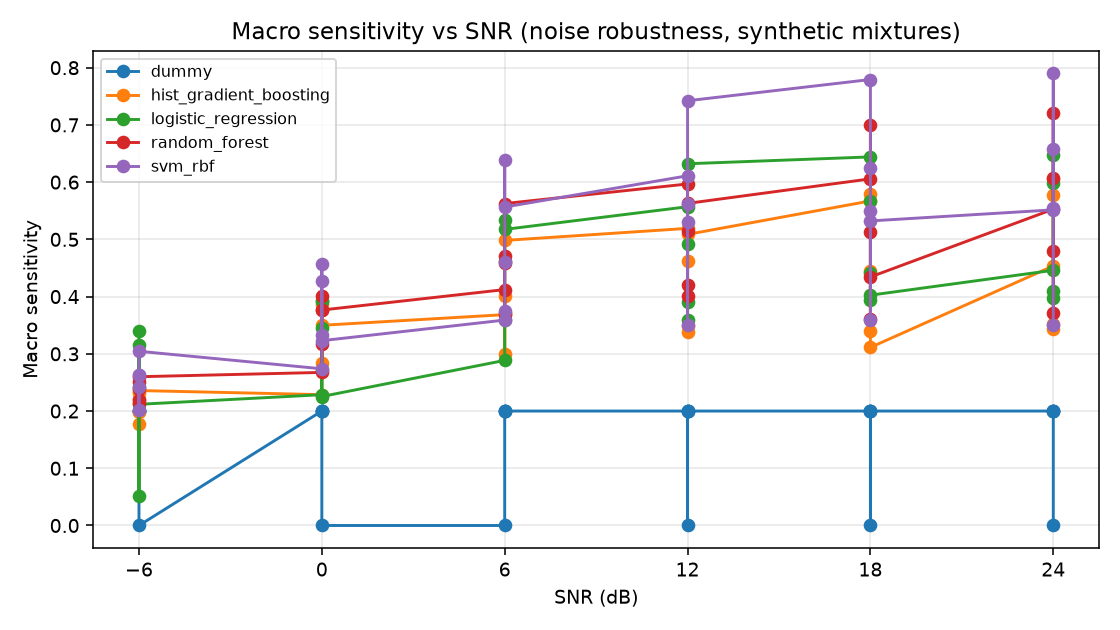 Macro sensitivity vs SNR (noise robustness, synthetic mixtures)
dummy
hist_gradient_boosting
logistic_regression
random_forest
svm_rbf
Macro sensitivity
0.8
0.7
0.6
0.5
0.4
0.3
0.2
0.1
0.0
−6 0 6 12 18 24
SNR (dB)